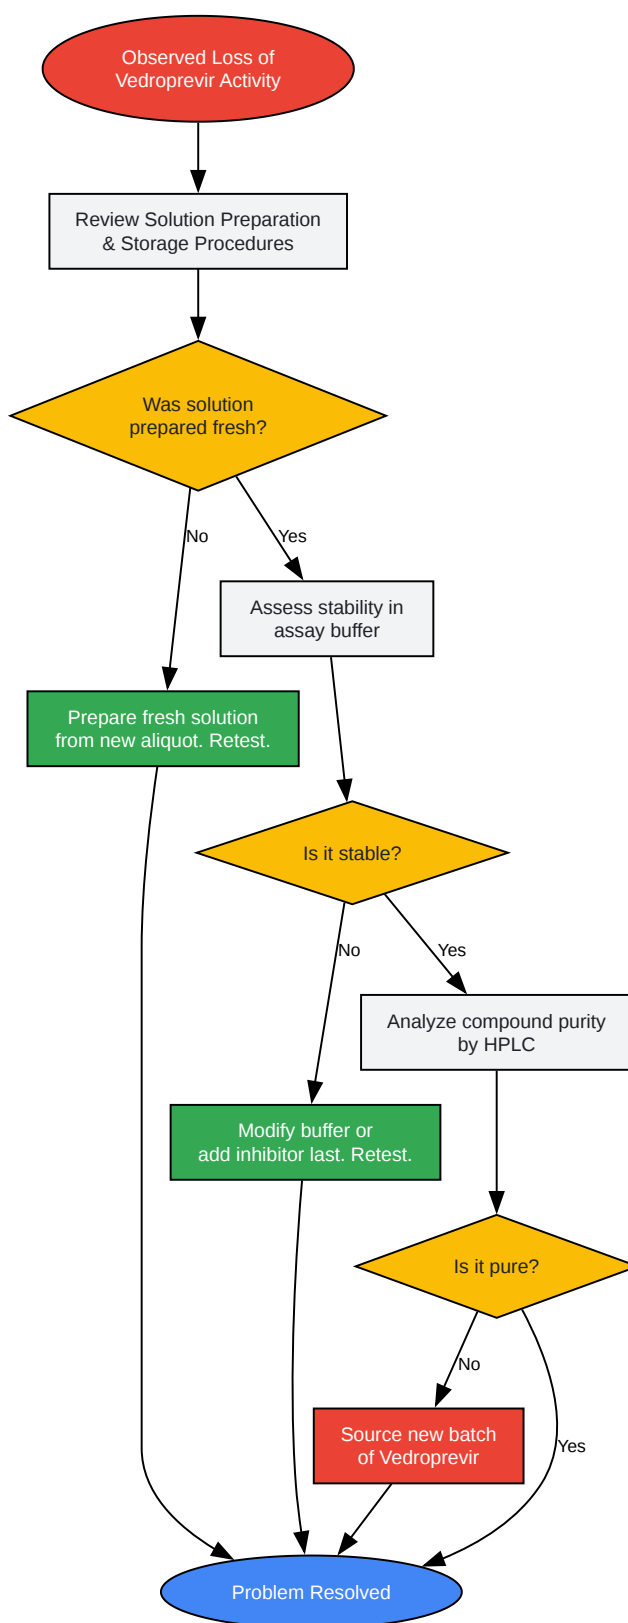 Observed Loss of
Vedroprevir Activity
Review Solution Preparation
& Storage Procedures
Was solution
prepared fresh?
No
Yes
Assess stability in
assay buffer
Prepare fresh solution
from new aliquot. Retest.
Is it stable?
No
Yes
Analyze compound purity
by HPLC
Modify buffer or
add inhibitor last. Retest.
Is it pure?
No
Source new batch
of Vedroprevir
Yes
Problem Resolved